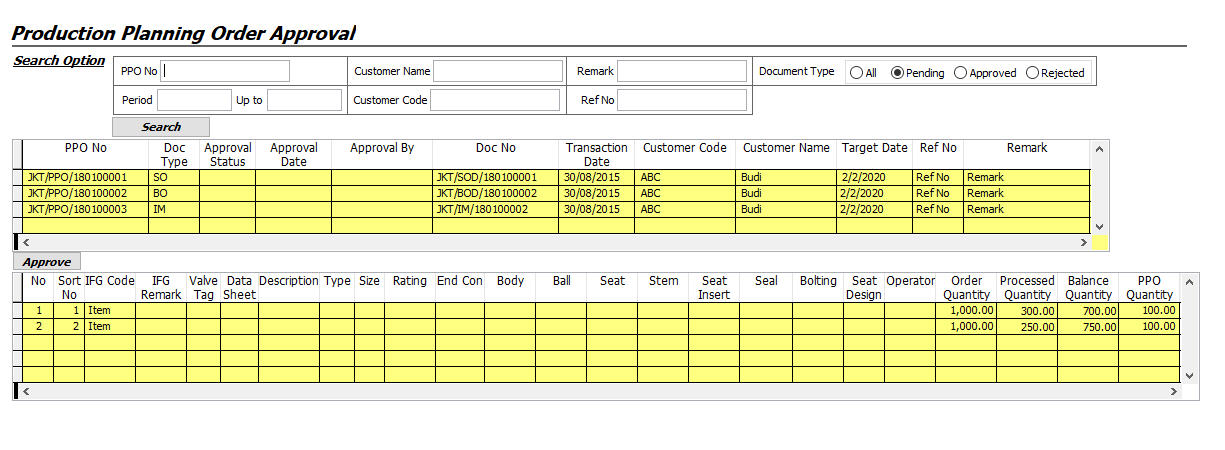 Production Planning Order Approval
Search Option
PPO No Customer Name Remark Document Type All Pending Approved Rejected
Period Up to Customer Code Ref No
Search
PPO No Doc Type Approval Status Approval Date Approval By Doc No Transaction Date Customer Code Customer Name Target Date Ref No Remark
JKT/PPO/180100001 SO JKT/SOD/180100001 30/08/2015 ABC Budi 2/2/2020 Ref No Remark
JKT/PPO/180100002 BO JKT/BOD/180100002 30/08/2015 ABC Budi 2/2/2020 Ref No Remark
JKT/PPO/180100003 IM JKT/IM/180100002 30/08/2015 ABC Budi 2/2/2020 Ref No Remark
Approve
No Sort No IFG Code IFG Remark Valve Tag Data Sheet Description Type Size Rating End Con Body Ball Seat Stem Seat Insert Seal Bolting Seat Design Operator Order Quantity Processed Quantity Balance Quantity PPO Quantity
1 1 Item 1,000.00 300.00 700.00 100.00
2 2 Item 1,000.00 250.00 750.00 100.00